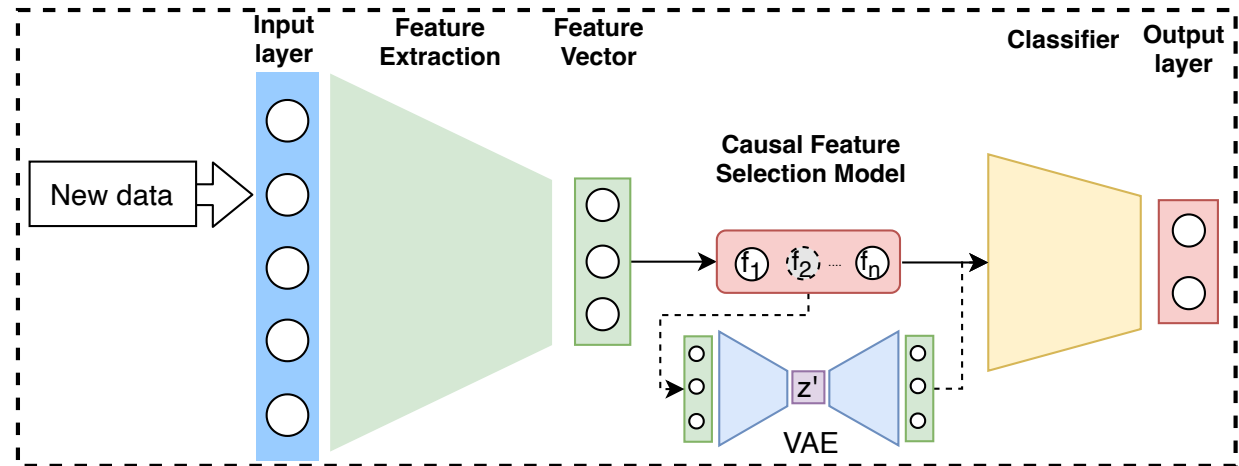 Input
layer
Feature
Extraction
Feature
Vector
Classifier
Output
layer
Causal Feature
Selection Model
New data
f1 f2 .... fn
z'
VAE